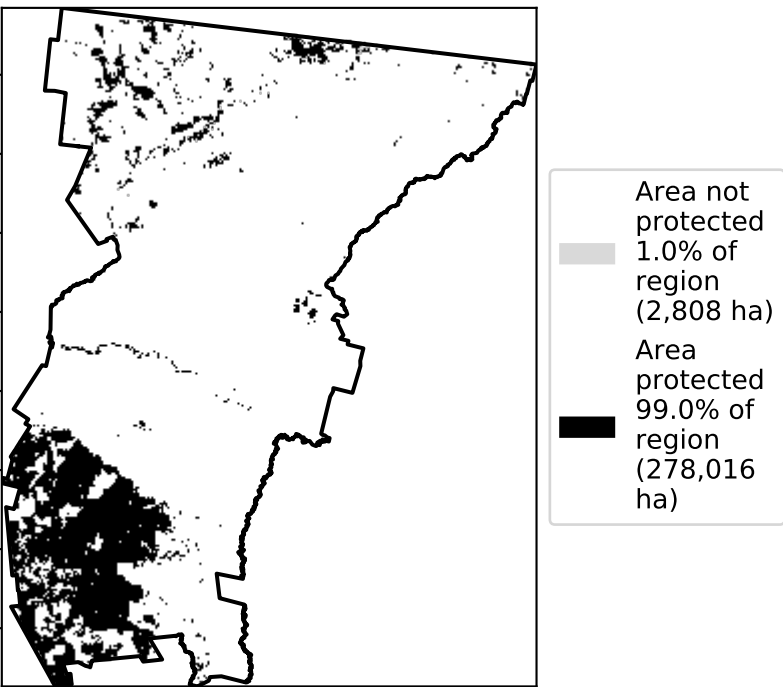 Area not
protected
1.0% of
region
(2,808 ha)
Area
protected
99.0% of
region
(278,016
ha)